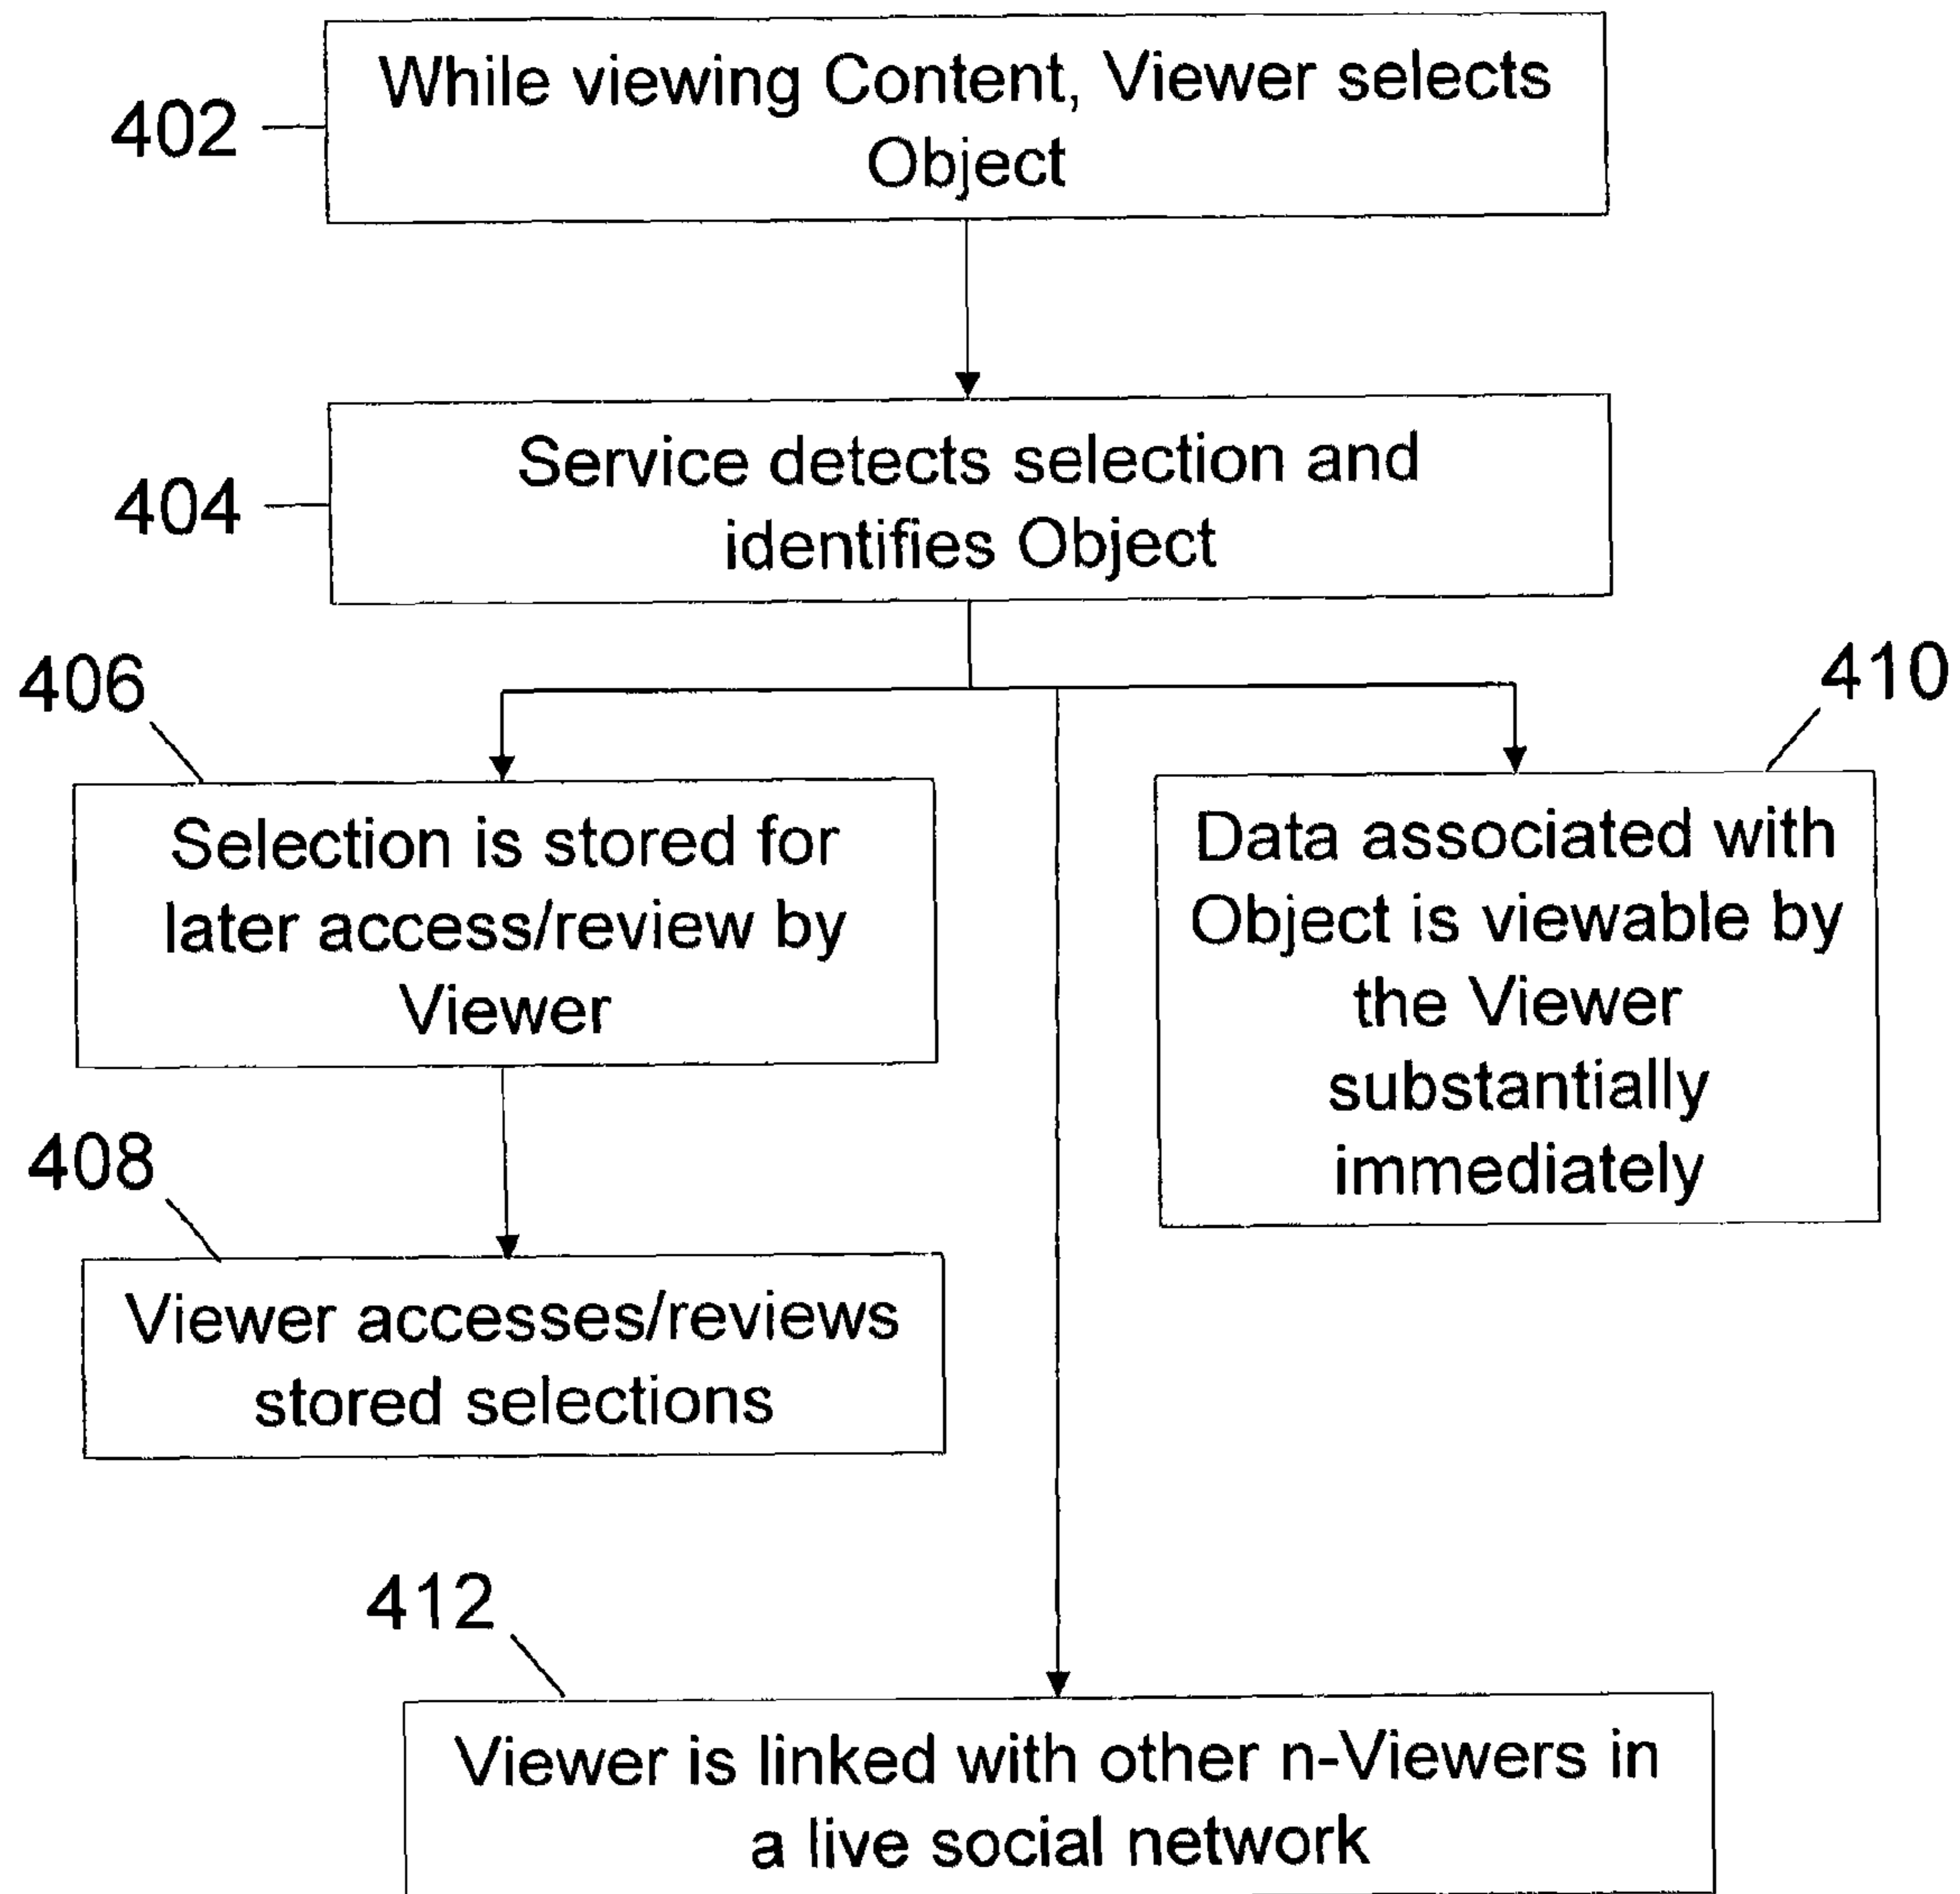 402
While viewing Content, Viewer selects
Object
404
Service detects selection and
identifies Object
406
410
Selection is stored for
later access/review by
Viewer
Data associated with
Object is viewable by
the Viewer
substantially
immediately
408
Viewer accesses/reviews
stored selections
412
Viewer is linked with other n-Viewers in
a live social network